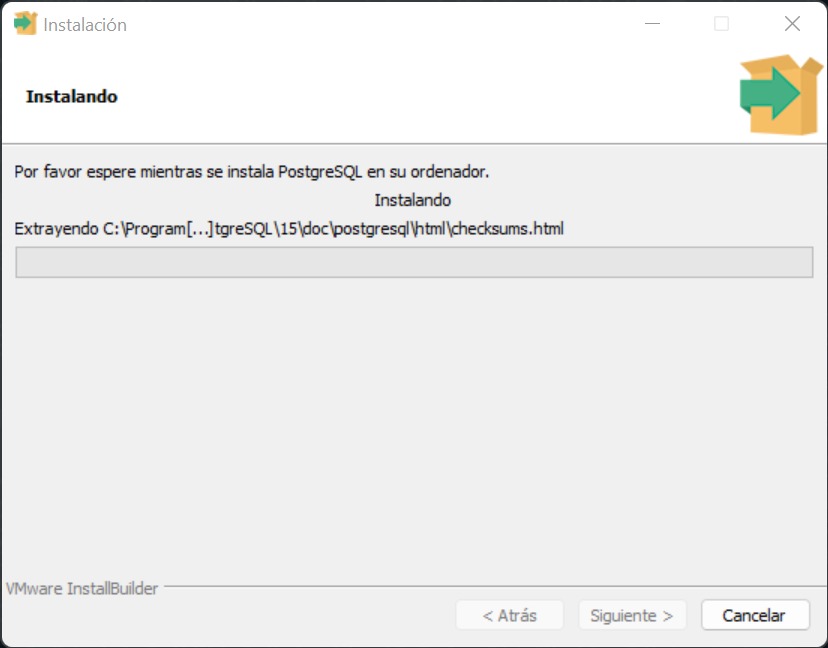 Instalación
Instalando
Por favor espere mientras se instala PostgreSQL en su ordenador.
Instalando
Extrayendo C:\Program[...]tgreSQL\15\doc\postgresql\html\checksums.html
VMware InstallBuilder
< Atrás
Siguiente >
Cancelar